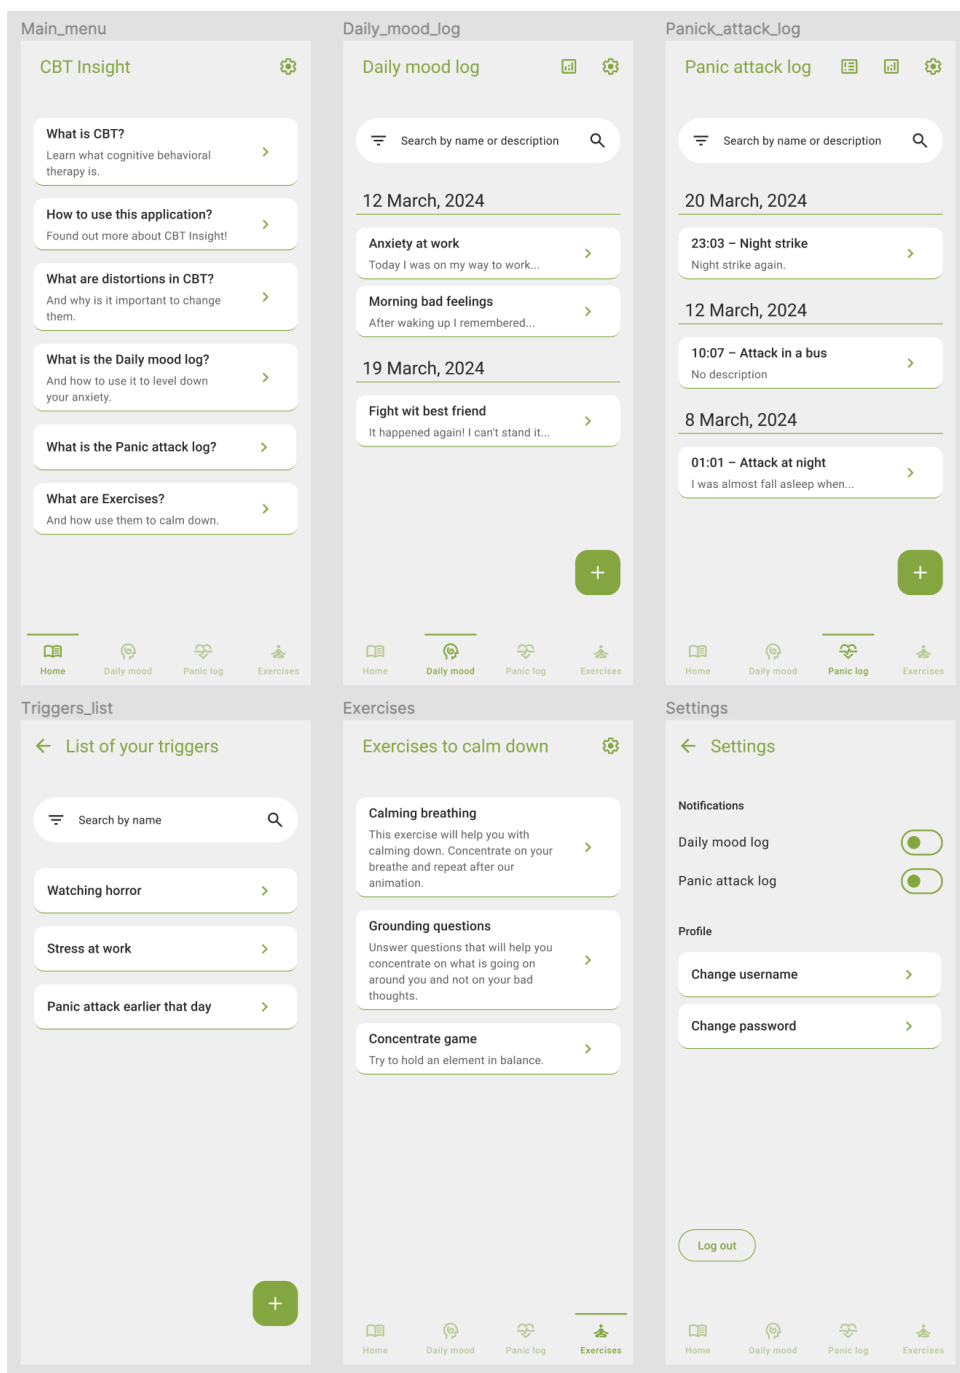 Main_menu
CBT Insight
What is CBT?
Learn what cognitive behavioral
therapy is.
How to use this application?
Found out more about CBT Insight!
What are distortions in CBT?
And why is it important to change
them.
What is the Daily mood log?
And how to use it to level down
your anxiety.
What is the Panic attack log?
What are Exercises?
And how use them to calm down.
Home
Daily mood
Panic log
Exercises
Daily_mood_log
Daily mood log
Search by name or description
12 March, 2024
Anxiety at work
Today I was on my way to work...
Morning bad feelings
After waking up I remembered...
19 March, 2024
Fight wit best friend
It happened again! I can't stand it...
+
Home
Daily mood
Panic log
Exercises
Panick_attack_log
Panic attack log
Search by name or description
20 March, 2024
23:03 – Night strike
Night strike again.
12 March, 2024
10:07 – Attack in a bus
No description
8 March, 2024
01:01 – Attack at night
I was almost fall asleep when...
+
Home
Daily mood
Panic log
Exercises
Triggers_list
List of your triggers
Search by name
Watching horror
Stress at work
Panic attack earlier that day
+
Exercises
Exercises to calm down
Calming breathing
This exercise will help you with
calming down. Concentrate on your
breathe and repeat after our
animation.
Grounding questions
Unswer questions that will help you
concentrate on what is going on
around you and not on your bad
thoughts.
Concentrate game
Try to hold an element in balance.
Home
Daily mood
Panic log
Exercises
Settings
Settings
Notifications
Daily mood log
Panic attack log
Profile
Change username
Change password
Log out
Home
Daily mood
Panic log
Exercises